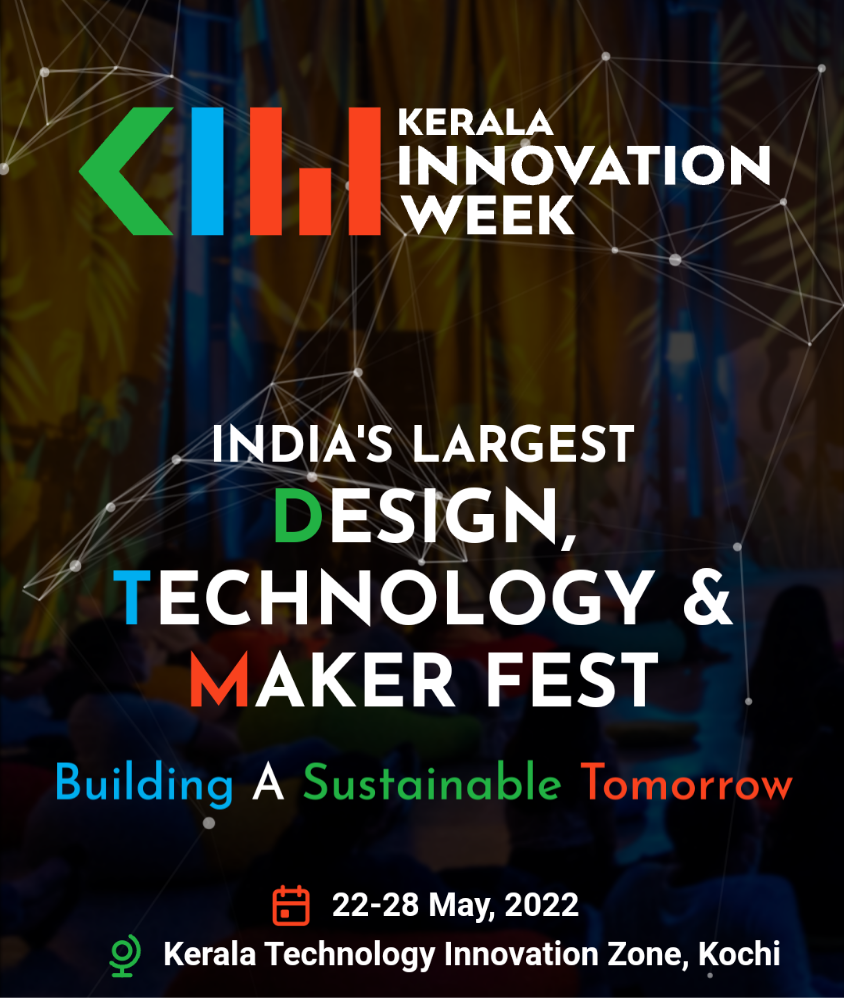 KERALA
INNOVATION
WEEK
INDIA'S LARGEST
DESIGN,
TECHNOLOGY &
MAKER FEST
Building A Sustainable Tomorrow
22-28 May, 2022
Kerala Technology Innovation Zone, Kochi